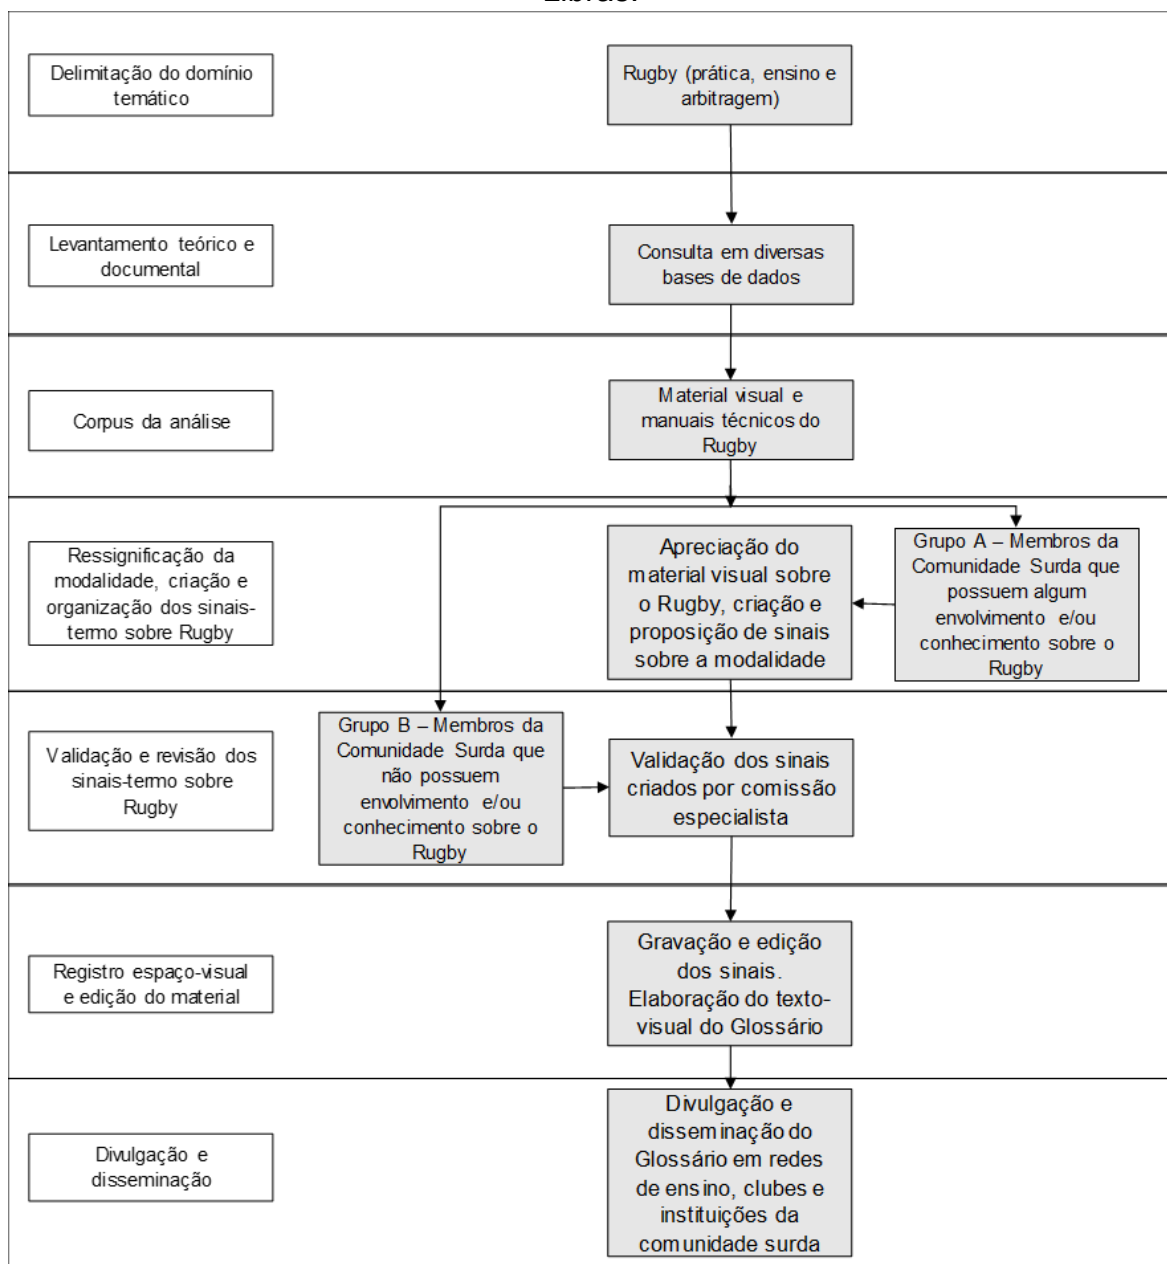 Libras.
Delimitação do domínio
temático
Rugby (prática, ensino e
arbitragem)
Levantamento teórico e
documental
Consulta em diversas
bases de dados
Corpus da análise
Material visual e
manuais técnicos do
Rugby
Ressignificação da
modalidade, criação e
organização dos sinais-
termo sobre Rugby
Apreciação do
material visual sobre
o Rugby, criação e
proposição de sinais
sobre a modalidade
Grupo A – Membros da
Comunidade Surda que
possuem algum
envolvimento e/ou
conhecimento sobre o
Rugby
Validação e revisão dos
sinais-termo sobre
Rugby
Grupo B – Membros da
Comunidade Surda que
não possuem
envolvimento e/ou
conhecimento sobre o
Rugby
Validação dos sinais
criados por comissão
especialista
Registro espaço-visual
e edição do material
Gravação e edição
dos sinais.
Elaboração do texto-
visual do Glossário
Divulgação e
disseminação
Divulgação e
disseminação do
Glossário em redes
de ensino, clubes e
instituições da
comunidade surda